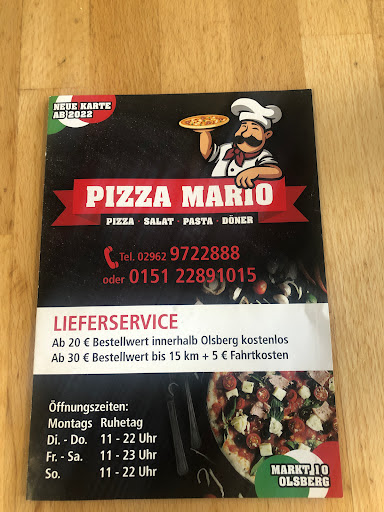 NEUE KARTE
AB 2022
PIZZA MARIO
PIZZA · SALAT · PASTA · DÖNER
Tel. 02962 9722888
oder 0151 22891015
LIEFERSERVICE
Ab 20 € Bestellwert innerhalb Olsberg kostenlos
Ab 30 € Bestellwert bis 15 km + 5 € Fahrtkosten
Öffnungszeiten:
Montags Ruhetag
Di. - Do. 11 - 22 Uhr
Fr. - Sa. 11 - 23 Uhr
So. 11 - 22 Uhr
MARKT 10
OLSBERG